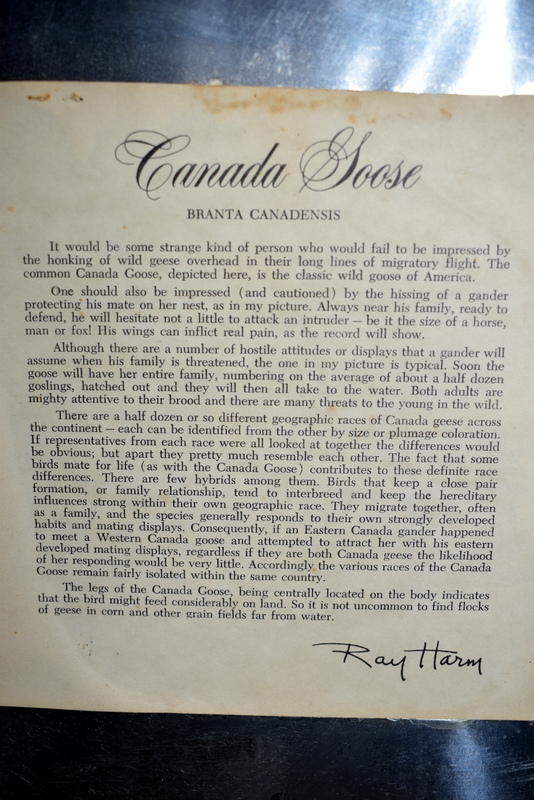 Canada Goose
BRANTA CANADENSIS
It would be some strange kind of person who would fail to be impressed by
the honking of wild geese overhead in their long lines of migratory flight. The
common Canada Goose, depicted here, is the classic wild goose of America.
One should also be impressed (and cautioned) by the hissing of a gander
protecting his mate on her nest, as in my picture. Always near his family, ready to
defend, he will hesitate not a little to attack an intruder — be it the size of a horse,
man or fox! His wings can inflict real pain, as the record will show.
Although there are a number of hostile attitudes or displays that a gander will
assume when his family is threatened, the one in my picture is typical. Soon the
goose will have her entire family, numbering on the average of about a half dozen
goslings, hatched out and they will then all take to the water. Both adults are
mighty attentive to their brood and there are many threats to the young in the wild.
There are a half dozen or so different geographic races of Canada geese across
the continent — each can be identified from the other by size or plumage coloration.
If representatives from each race were all looked at together the differences would
be obvious; but apart they pretty much resemble each other. The fact that some
birds mate for life (as with the Canada Goose) contributes to these definite race
differences. There are few hybrids among them. Birds that keep a close pair
formation, or family relationship, tend to interbreed and keep the hereditary
influences strong within their own geographic race. They migrate together, often
as a family, and the species generally responds to their own strongly developed
habits and mating displays. Consequently, if an Eastern Canada gander happened
to meet a Western Canada goose and attempted to attract her with his eastern
developed mating displays, regardless if they are both Canada geese the likelihood
of her responding would be very little. Accordingly the various races of the Canada
Goose remain fairly isolated within the same country.
The legs of the Canada Goose, being centrally located on the body indicates
that the bird might feed considerably on land. So it is not uncommon to find flocks
of geese in corn and other grain fields far from water.
Ray Harm